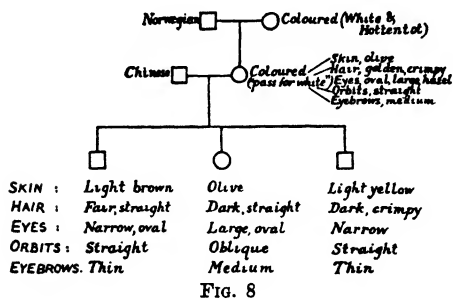 Norwegian Coloured (White &
Hottentot)
Skin, olive
Hair, golden, crimpy
Chinese Coloured Eyes, oval, large, hazel
("pass for white") Orbits, straight
Eyebrows, medium
SKIN : Light brown Olive Light yellow
HAIR : Fair, straight Dark, straight Dark, crimpy
EYES : Narrow, oval Large, oval Narrow
ORBITS : Straight Oblique Straight
EYEBROWS. Thin Medium Thin
FIG. 8